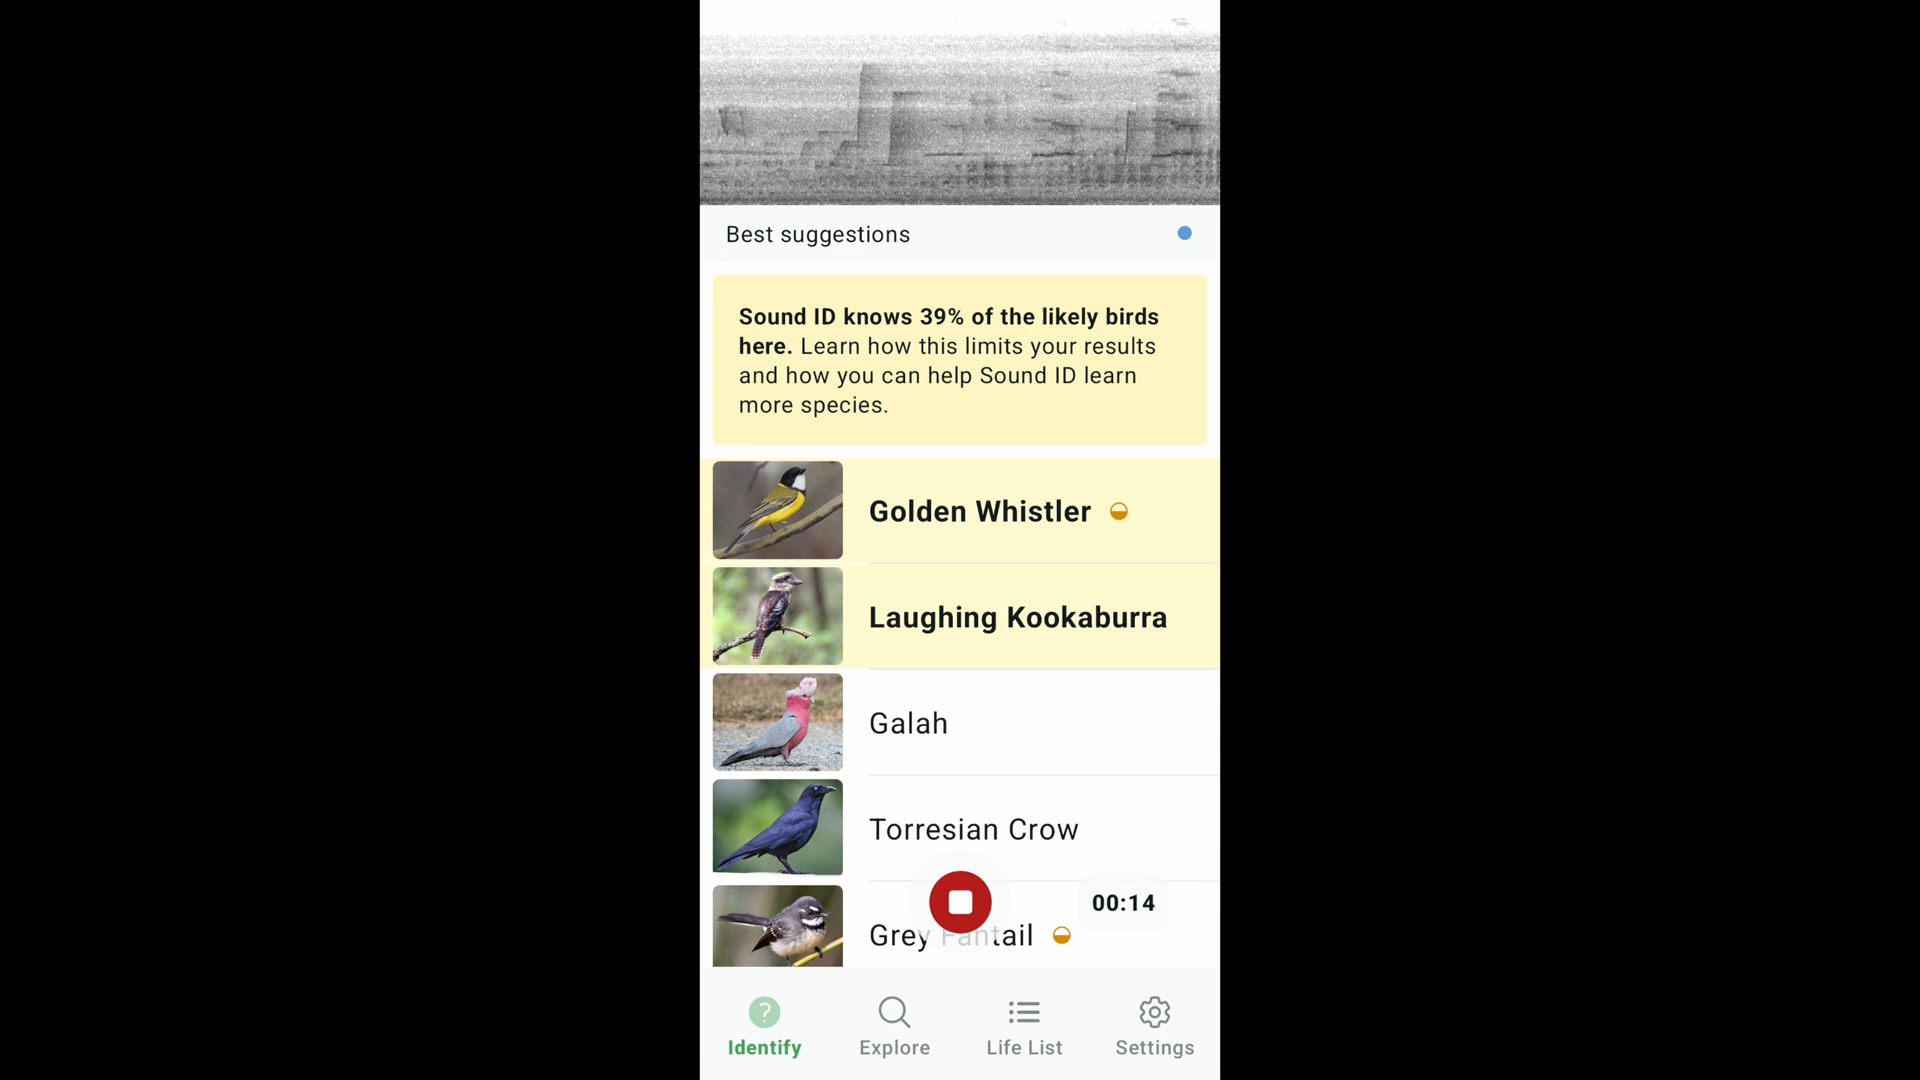 Best suggestions
Sound ID knows 39% of the likely birds
here. Learn how this limits your results
and how you can help Sound ID learn
more species.
Golden Whistler
Laughing Kookaburra
Galah
Torresian Crow
Grey Fantail
00:14
?
Identify
Explore
Life List
Settings